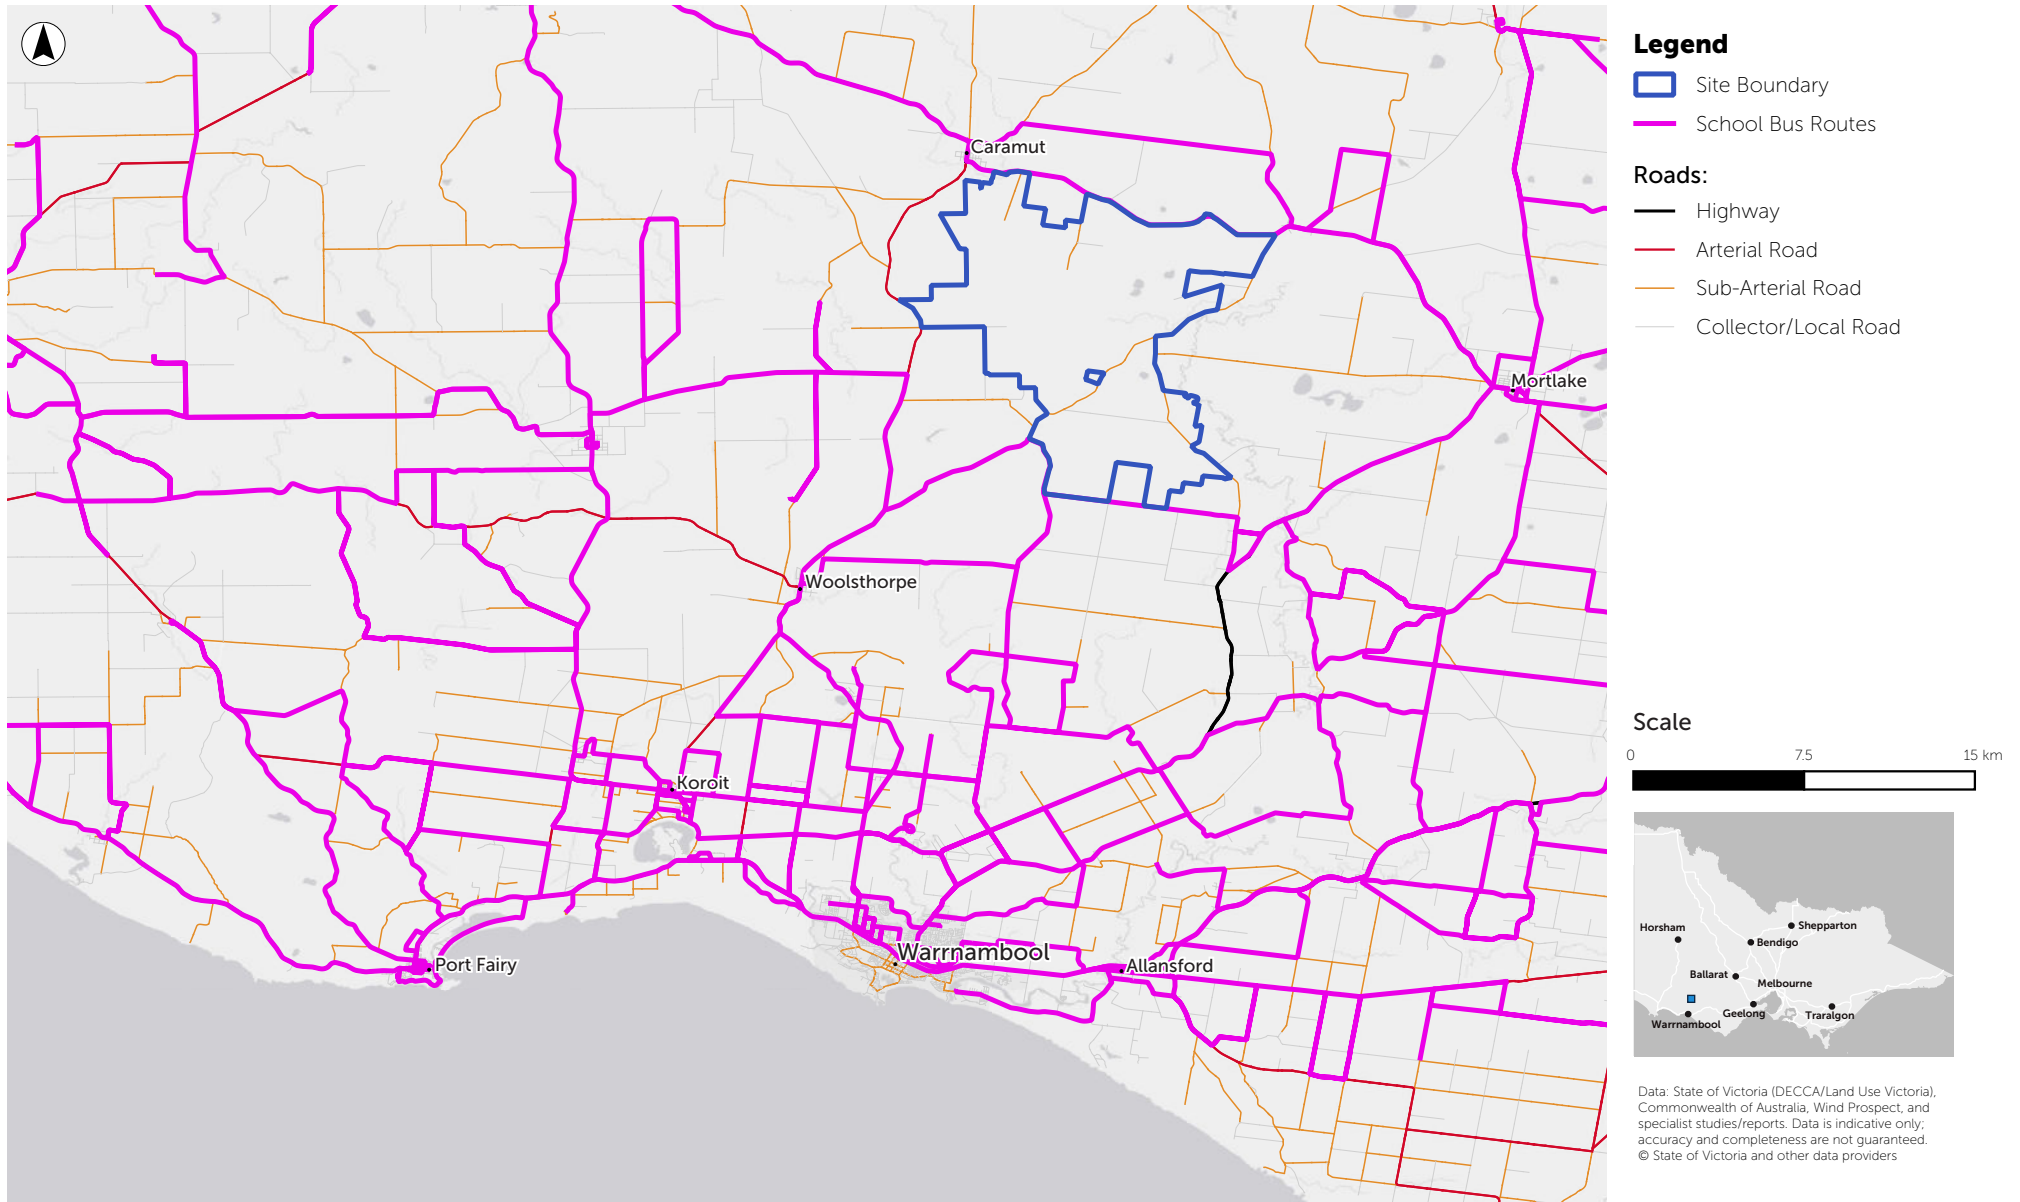 Caramut
Mortlake
Woolsthorpe
Koroit
Warrnambool
Port Fairy
Allansford
Legend
Site Boundary
School Bus Routes
Roads:
Highway
Arterial Road
Sub-Arterial Road
Collector/Local Road
Scale
0 7.5 15 km
Horsham
Shepparton
Bendigo
Ballarat
Melbourne
Geelong
Traralgon
Warrnambool
Data: State of Victoria (DECCA/Land Use Victoria),
Commonwealth of Australia, Wind Prospect, and
specialist studies/reports. Data is indicative only;
accuracy and completeness are not guaranteed.
© State of Victoria and other data providers